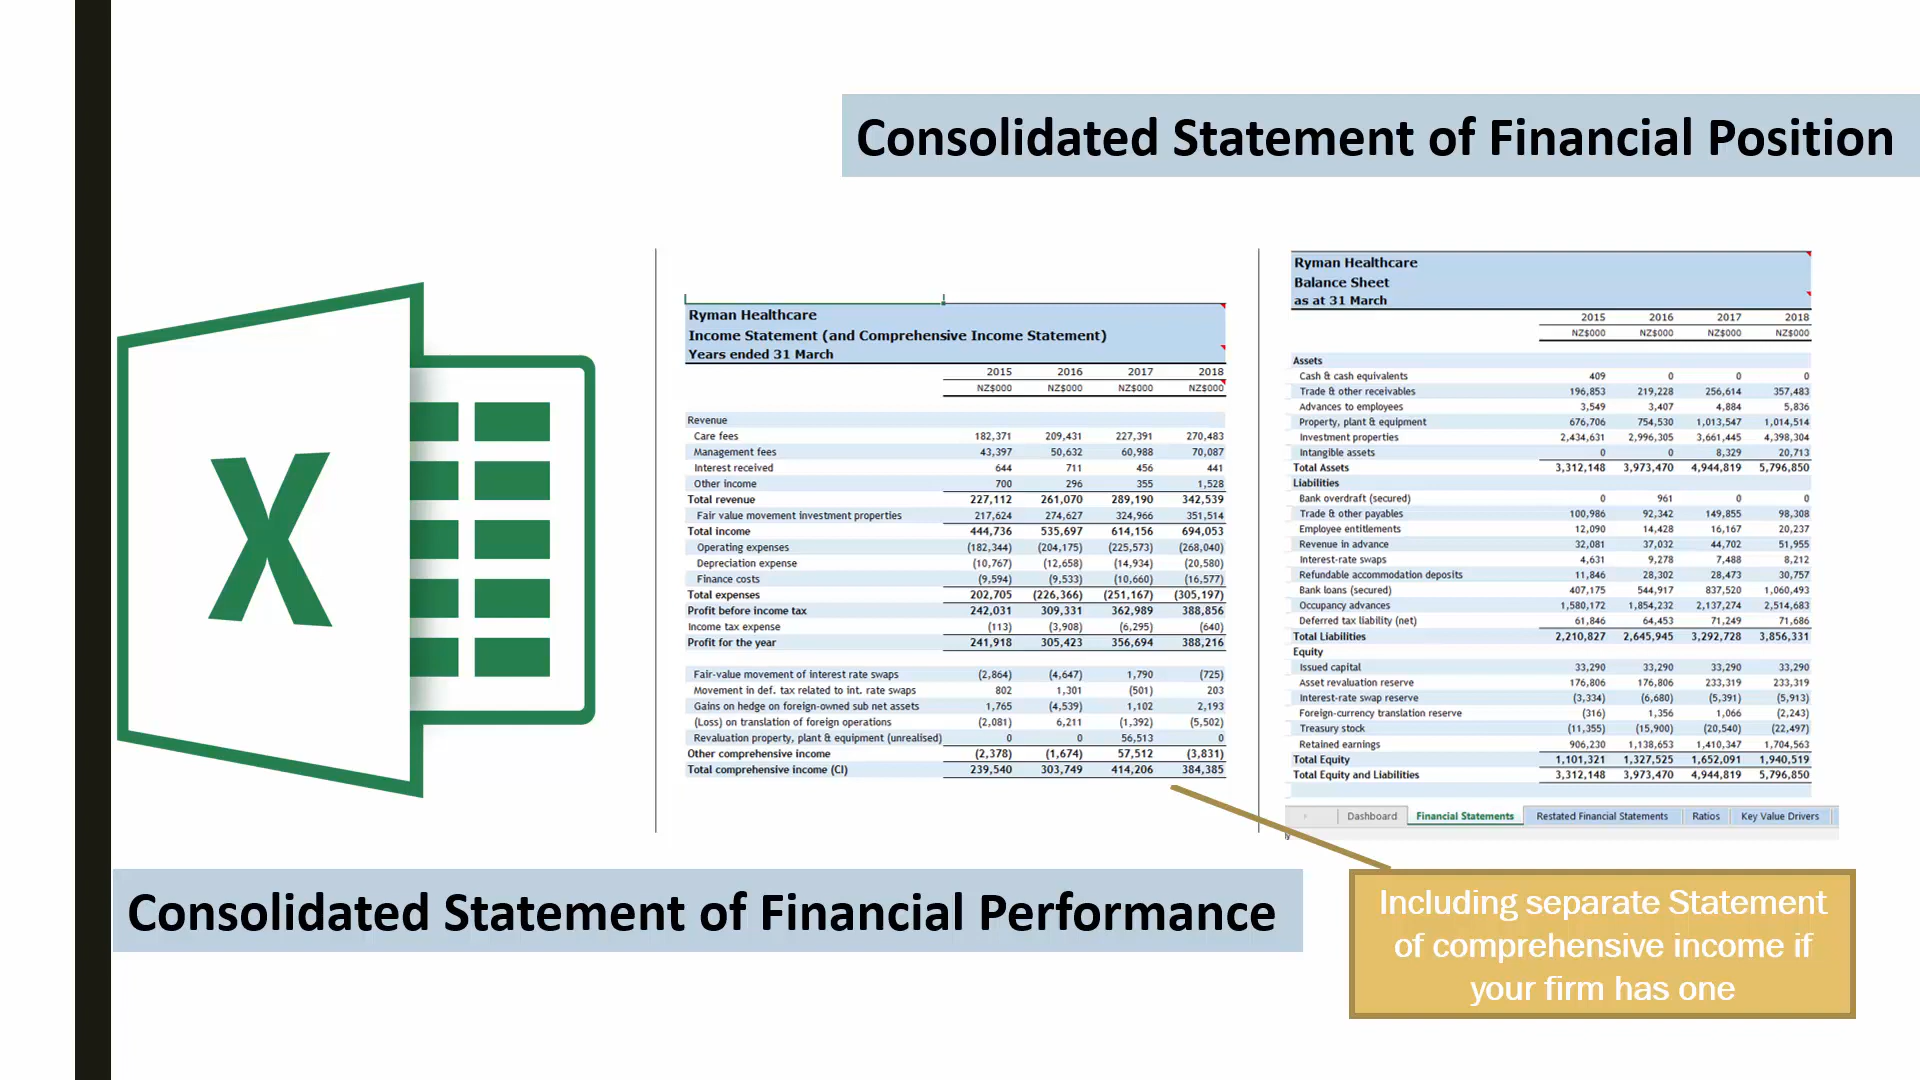 Consolidated Statement of Financial Position
X
Ryman Healthcare
Income Statement (and Comprehensive Income Statement)
Years ended 31 March
2015 2016 2017 2018
NZ$000 NZ$000 NZ$000 NZ$000
Revenue
Care fees 182,371 209,431 227,391 270,483
Management fees 43,397 50,632 60,988 70,087
Interest received 644 711 456 441
Other income 700 296 355 1,528
Total revenue 227,112 261,070 289,190 342,539
Fair value movement investment properties 217,624 274,627 324,966 351,514
Total income 444,736 535,697 614,156 694,053
Operating expenses (182,344) (204,175) (225,573) (268,040)
Depreciation expense (10,767) (12,658) (14,934) (20,580)
Finance costs (9,594) (9,533) (10,660) (16,577)
Total expenses 202,705 (226,366) (251,167) (305,197)
Profit before income tax 242,031 309,331 362,989 388,856
Income tax expense (113) (3,908) (6,295) (640)
Profit for the year 241,918 305,423 356,694 388,216
Fair-value movement of interest rate swaps (2,864) (4,647) 1,790 (725)
Movement in def. tax related to int. rate swaps 802 1,301 (501) 203
Gains on hedge on foreign-owned sub net assets 1,765 (4,539) 1,102 2,193
(Loss) on translation of foreign operations (2,081) 6,211 (1,392) (5,502)
Revaluation property, plant & equipment (unrealised) 0 0 56,513 0
Other comprehensive income (2,378) (1,674) 57,512 (3,831)
Total comprehensive income (CI) 239,540 303,749 414,206 384,385
Ryman Healthcare
Balance Sheet
as at 31 March
2015 2016 2017 2018
NZ$000 NZ$000 NZ$000 NZ$000
Assets
Cash & cash equivalents 409 0 0 0
Trade & other receivables 196,853 219,228 256,614 357,483
Advances to employees 3,549 3,407 4,884 5,836
Property, plant & equipment 676,706 754,530 1,013,547 1,014,514
Investment properties 2,434,631 2,996,305 3,661,445 4,398,304
Intangible assets 0 0 8,329 20,713
Total Assets 3,312,148 3,973,470 4,944,819 5,796,850
Liabilities
Bank overdraft (secured) 0 961 0 0
Trade & other payables 100,986 92,342 149,855 98,308
Employee entitlements 12,090 14,428 16,167 20,237
Revenue in advance 32,081 37,032 44,702 51,955
Interest-rate swaps 4,631 9,278 7,488 8,212
Refundable accommodation deposits 11,846 28,302 28,473 30,757
Bank loans (secured) 407,175 544,917 837,520 1,060,493
Occupancy advances 1,580,172 1,854,232 2,137,274 2,514,683
Deferred tax liability (net) 61,846 64,453 71,249 71,686
Total Liabilities 2,210,827 2,645,945 3,292,728 3,856,331
Equity
Issued capital 33,290 33,290 33,290 33,290
Asset revaluation reserve 176,806 176,806 233,319 233,319
Interest-rate swap reserve (3,334) (6,680) (5,391) (5,913)
Foreign-currency translation reserve (316) 1,356 1,066 (2,243)
Treasury stock (11,355) (15,900) (20,540) (22,497)
Retained earnings 906,230 1,138,653 1,410,347 1,704,563
Total Equity 1,101,321 1,327,525 1,652,091 1,940,519
Total Equity and Liabilities 3,312,148 3,973,470 4,944,819 5,796,850
Dashboard Financial Statements Restated Financial Statements Ratios Key Value Drivers
Consolidated Statement of Financial Performance
Including separate Statement
of comprehensive income if
your firm has one